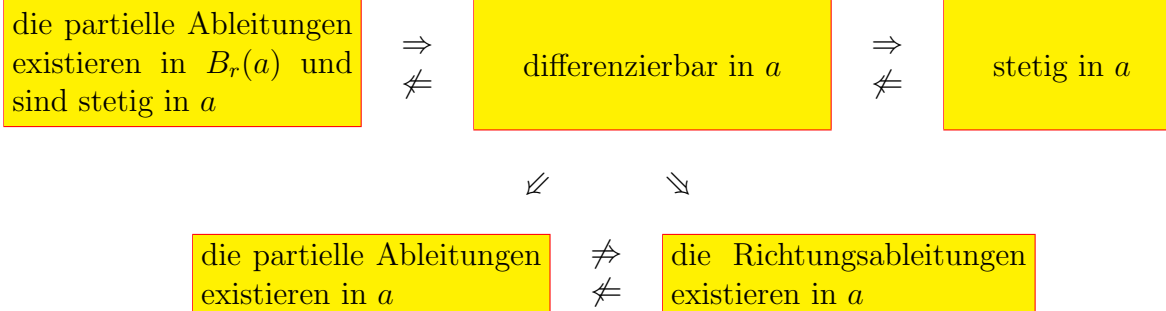 die partielle Ableitungen
existieren in $B_r(a)$ und
sind stetig in $a$
⇒
⇍
differenzierbar in $a$
⇒
⇍
stetig in $a$
⇙
⇘
die partielle Ableitungen
existieren in $a$
⇏
⇍
die Richtungsableitungen
existieren in $a$